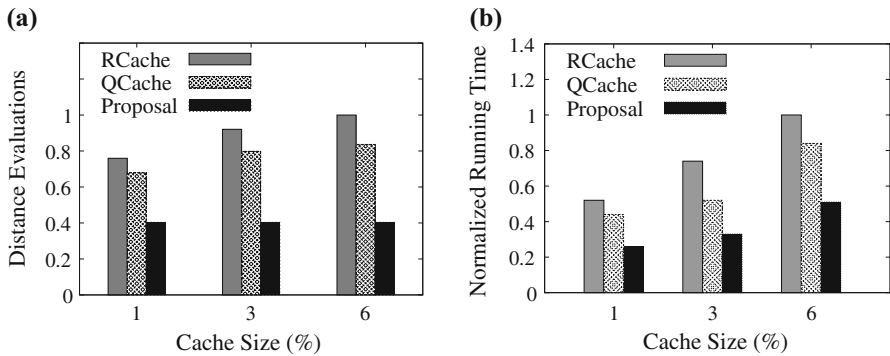 (a)
Distance Evaluations
RCache
QCache
Proposal
1
0.8
0.6
0.4
0.2
0
1 3 6
Cache Size (%)
(b)
Normalized Running Time
1.4
1.2
1
0.8
0.6
0.4
0.2
0
RCache
QCache
Proposal
1 3 6
Cache Size (%)